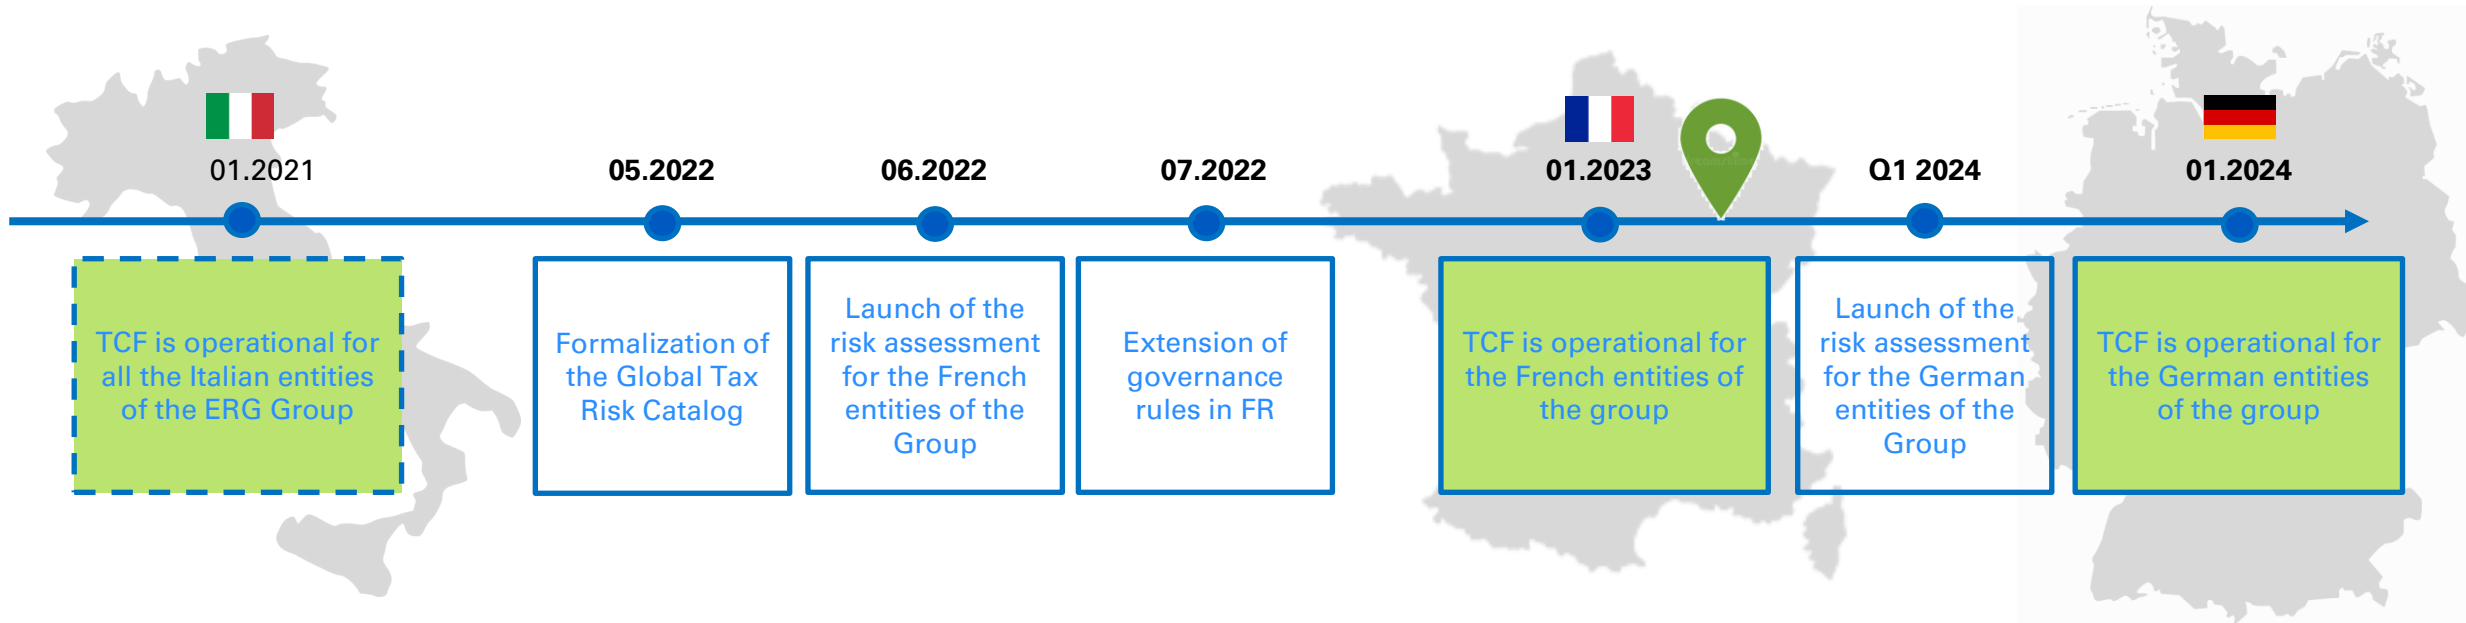 01.2021
TCF is operational for
all the Italian entities
of the ERG Group
05.2022
Formalization of
the Global Tax
Risk Catalog
06.2022
Launch of the
risk assessment
for the French
entities of the
Group
07.2022
Extension of
governance
rules in FR
01.2023
TCF is operational for
the French entities of
the group
Q1 2024
Launch of the
risk assessment
for the German
entities of the
Group
01.2024
TCF is operational for
the German entities
of the group